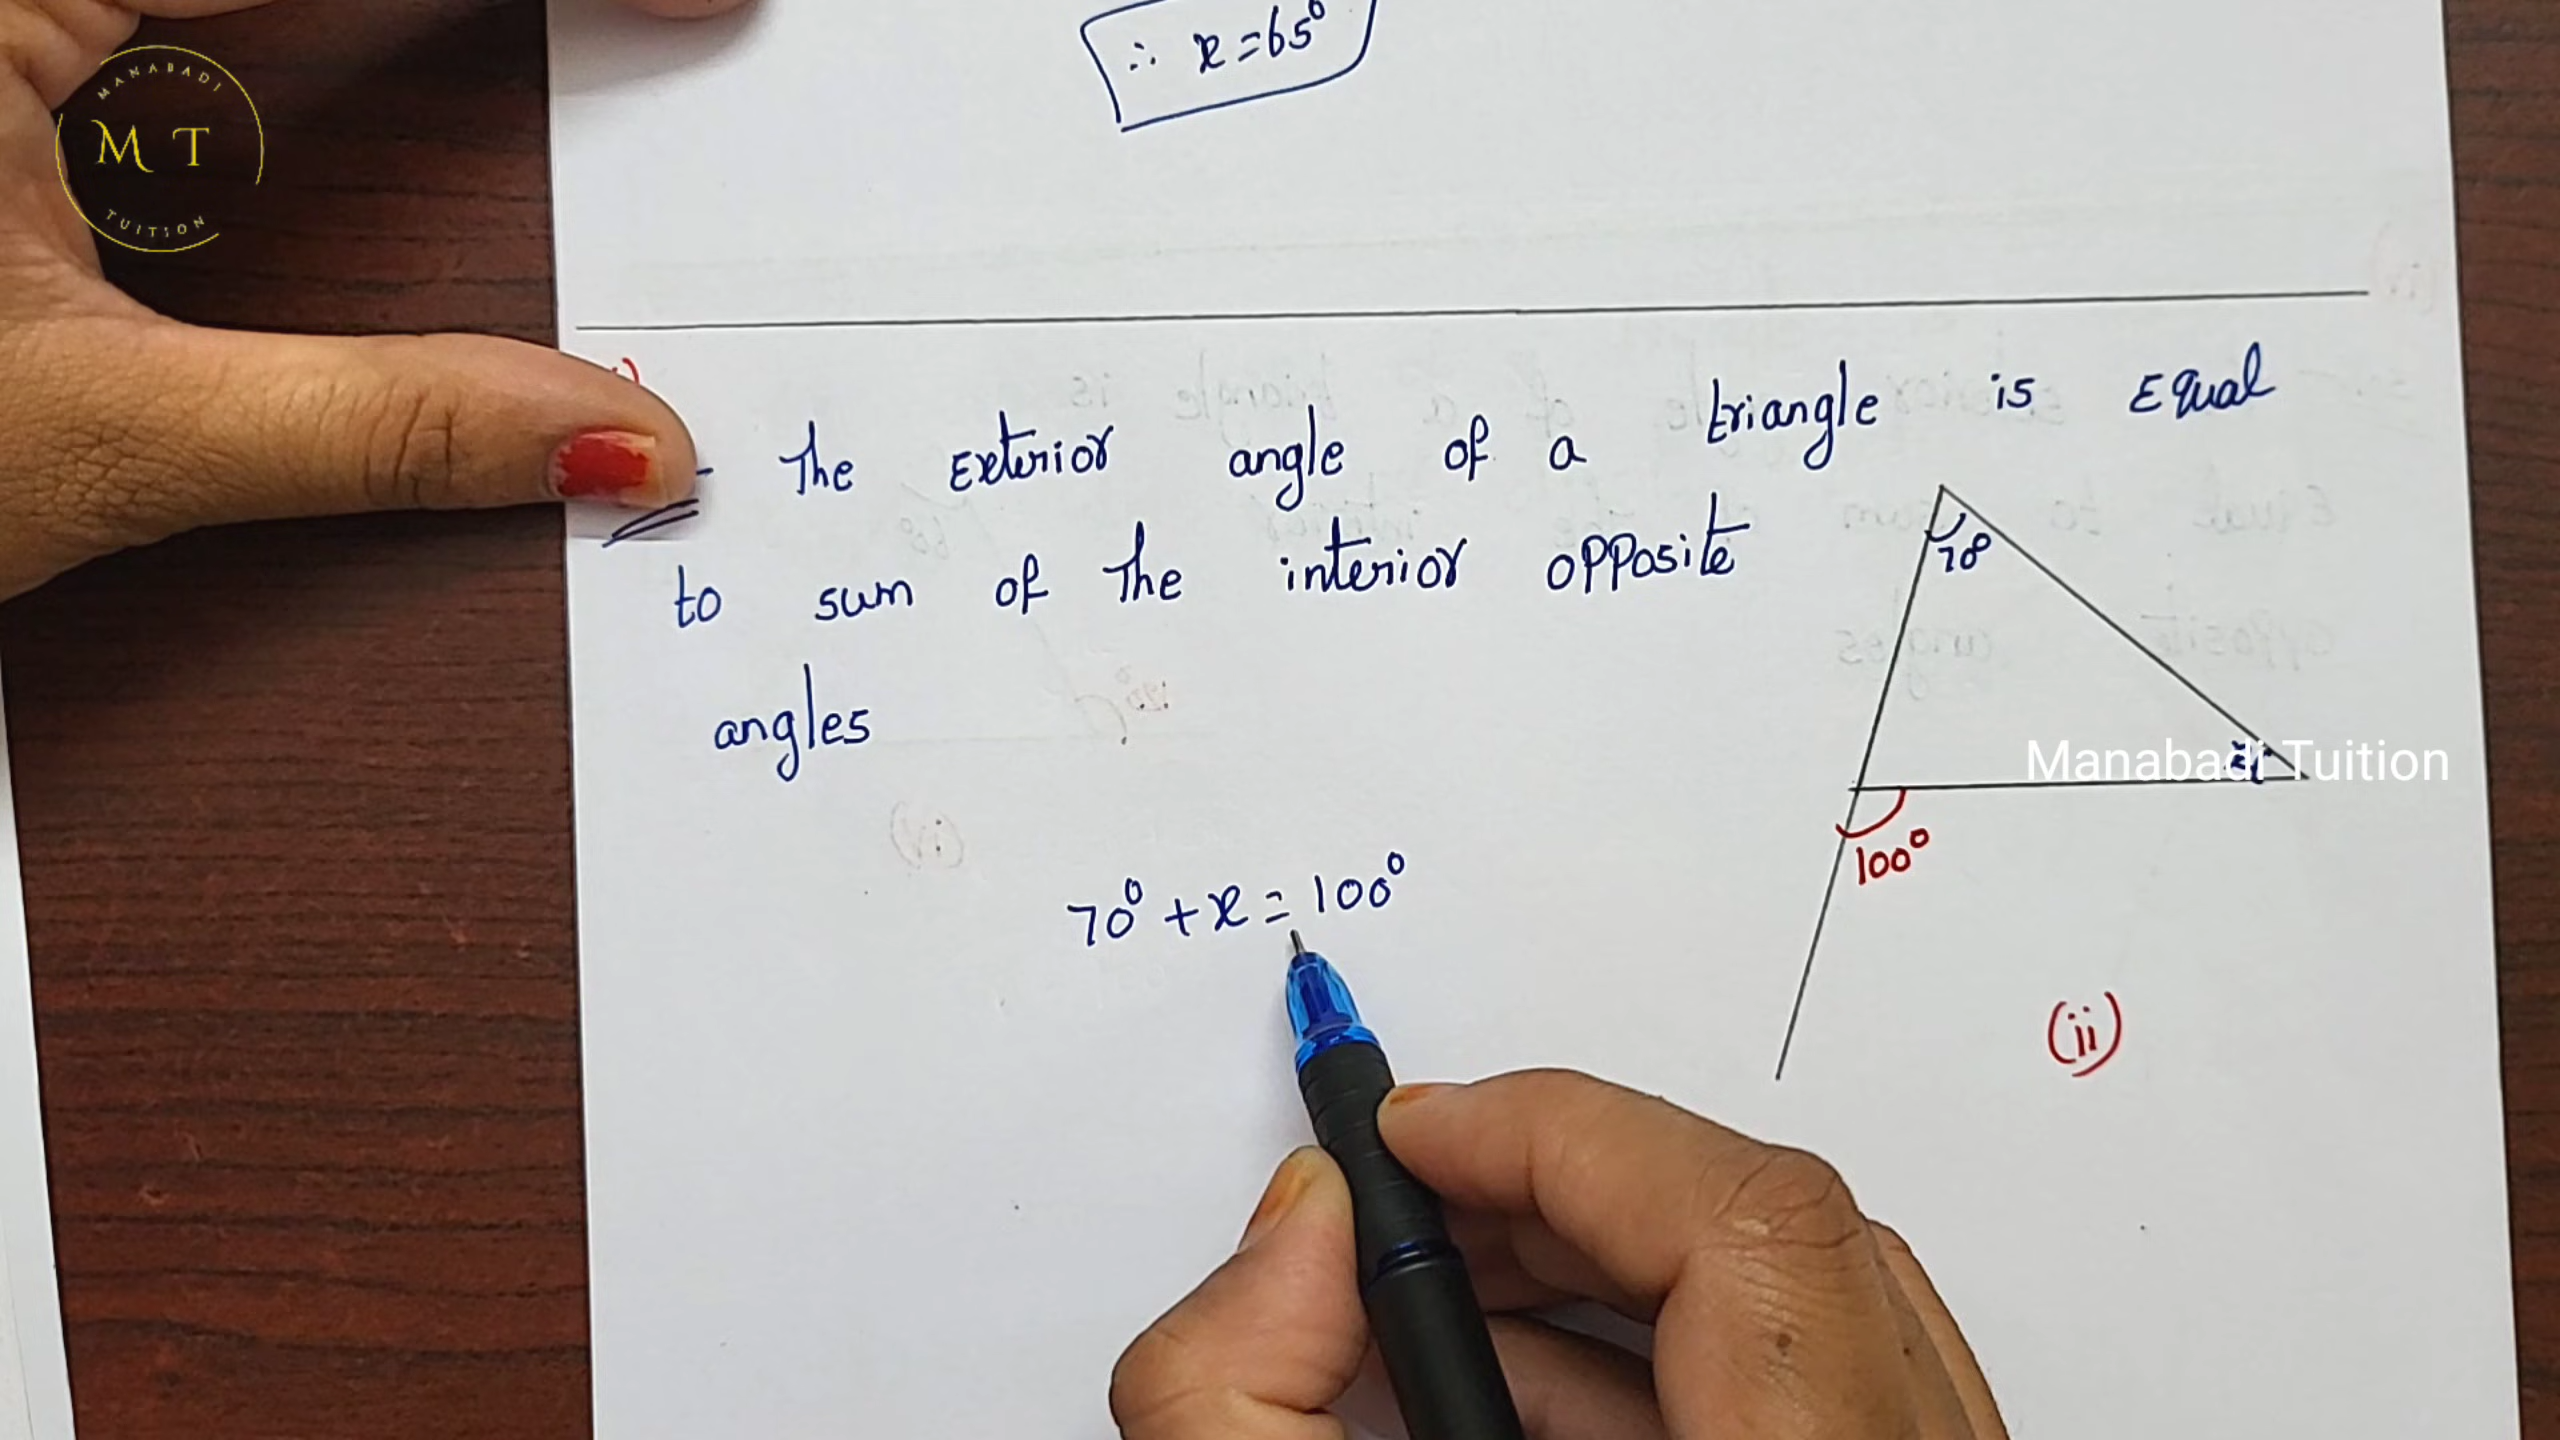 ∴ x = 65°
MANABADI
M T
TUITION
The Exterior angle of a triangle is Equal
to sum of The interior opposite
angles
70°
Manabadi Tuition
100°
70° + x = 100°
(ii)